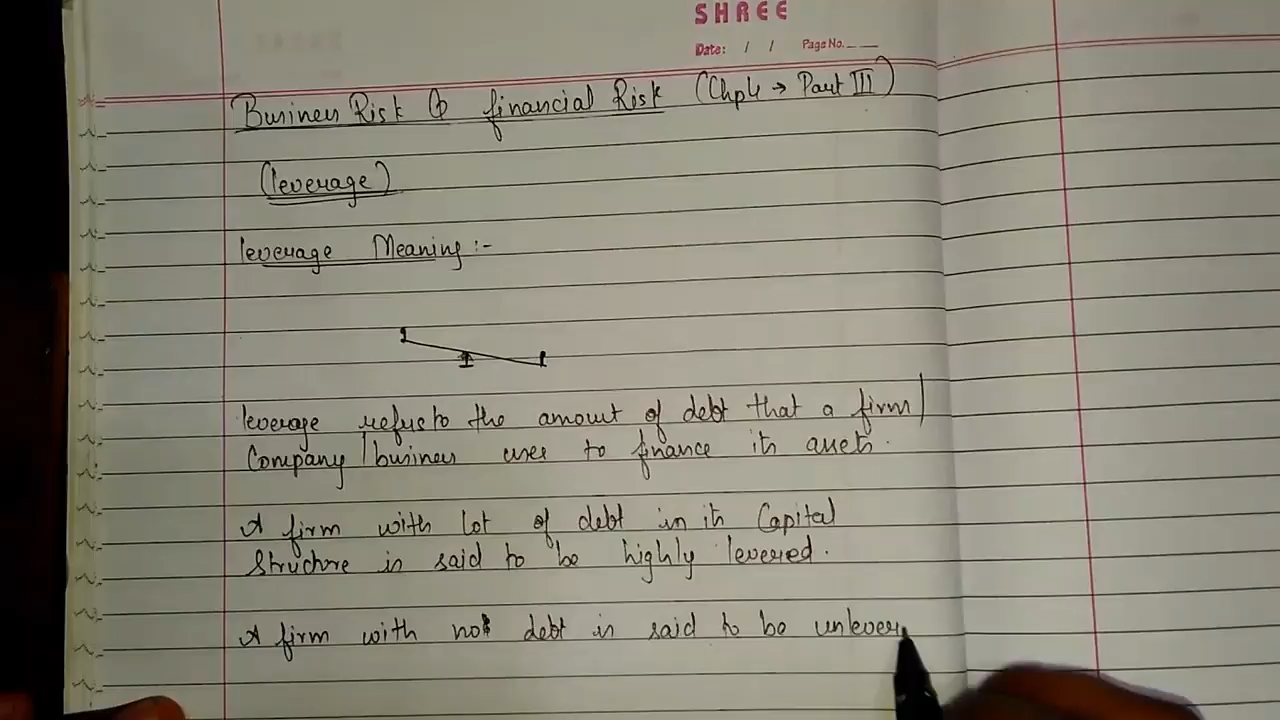 SHREE
Date: / / Page No.
Business Risk & financial Risk (Chp4 → Part III)
(leverage)
leverage Meaning :-
leverage refers to the amount of debt that a firm/
Company/business uses to finance its assets.
A firm with lot of debt in its Capital
Structure is said to be highly levered.
A firm with no debt is said to be unlever